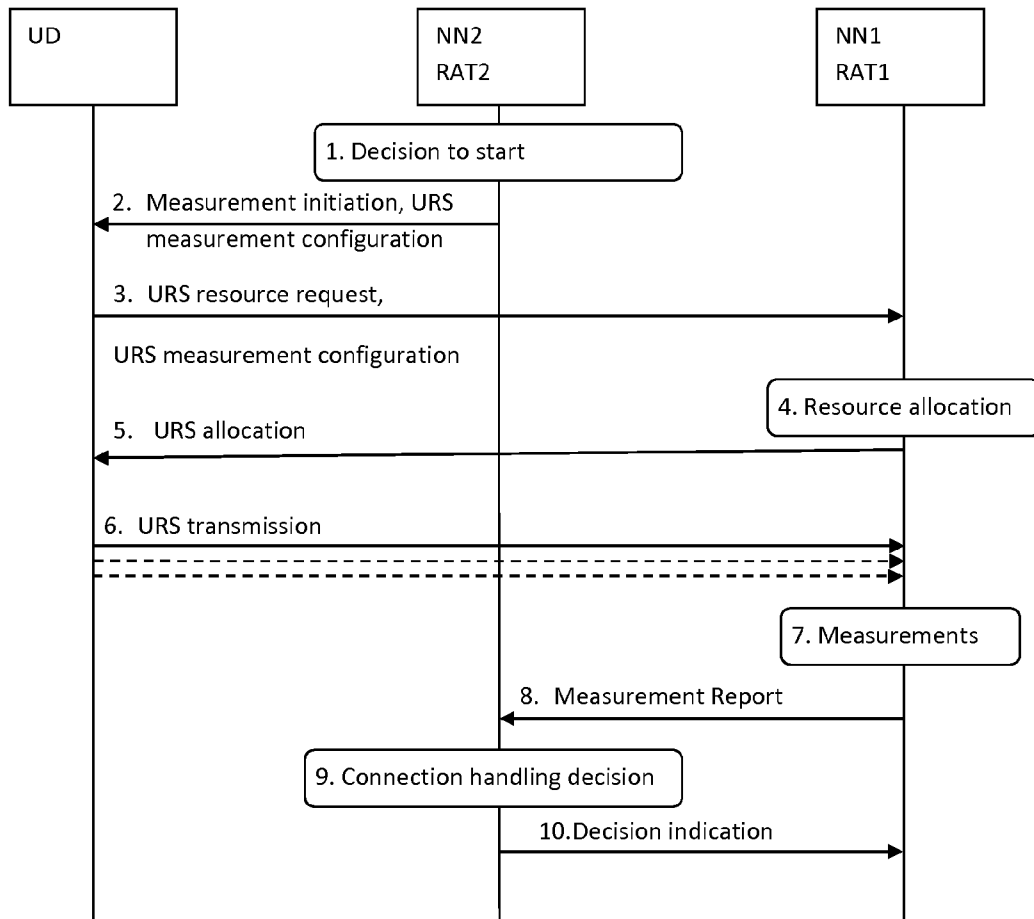 UD
NN2
RAT2
NN1
RAT1
1. Decision to start
2. Measurement initiation, URS
measurement configuration
3. URS resource request,
URS measurement configuration
4. Resource allocation
5. URS allocation
6. URS transmission
7. Measurements
8. Measurement Report
9. Connection handling decision
10.Decision indication